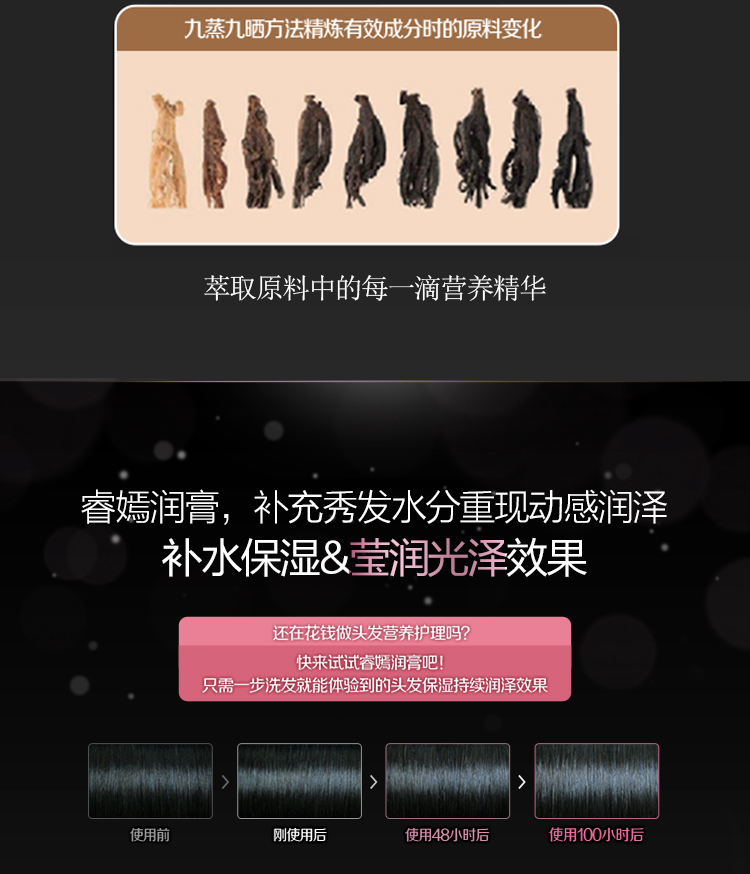 九蒸九晒方法精炼有效成分时的原料变化
萃取原料中的每一滴营养精华
睿嫣润膏，补充秀发水分重现动感润泽
补水保湿&莹润光泽效果
还在花钱做头发营养护理吗?
快来试试睿嫣润膏吧!
只需一步洗发就能体验到的头发保湿持续润泽效果
使用前
刚使用后
使用48小时后
使用100小时后